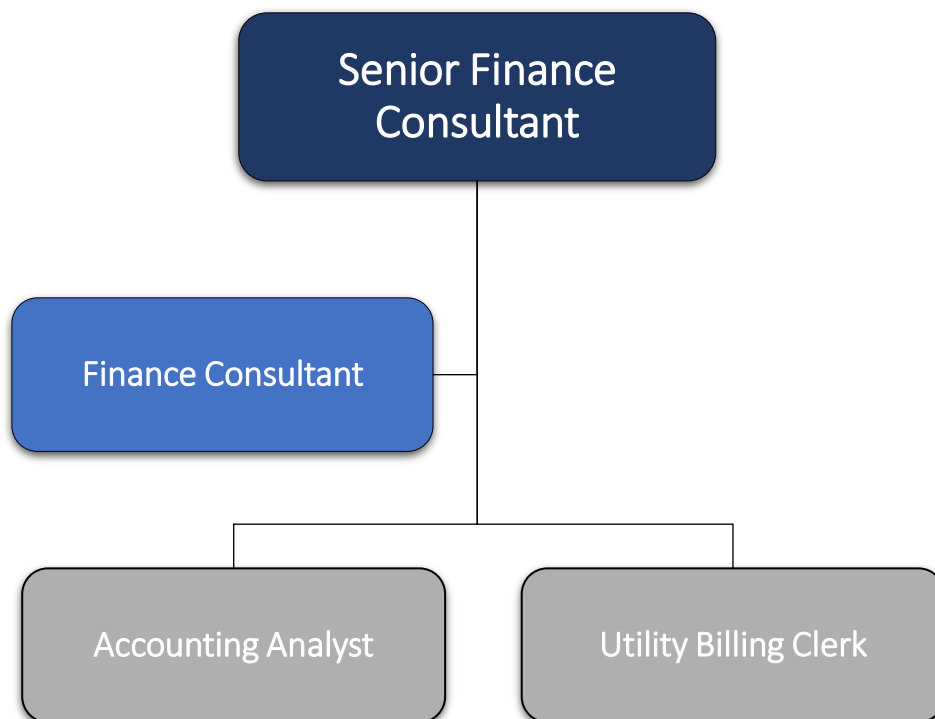 Senior Finance
Consultant
Finance Consultant
Accounting Analyst
Utility Billing Clerk